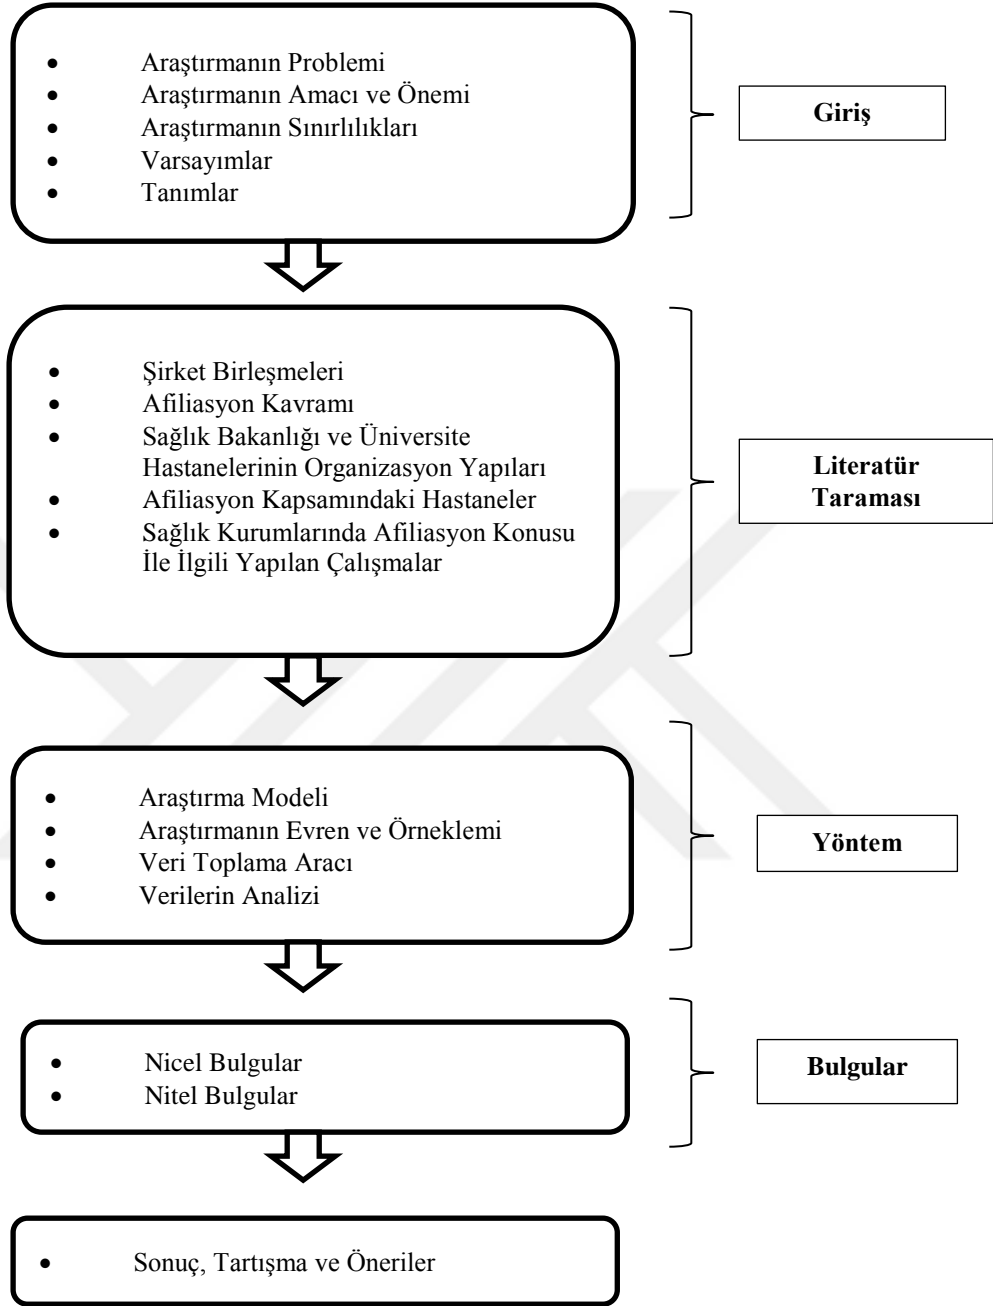 • Araştırmanın Problemi
• Araştırmanın Amacı ve Önemi
• Araştırmanın Sınırlılıkları
• Varsayımlar
• Tanımlar
Giriş
• Şirket Birleşmeleri
• Afiliasyon Kavramı
• Sağlık Bakanlığı ve Üniversite
Hastanelerinin Organizasyon Yapıları
• Afiliasyon Kapsamındaki Hastaneler
• Sağlık Kurumlarında Afiliasyon Konusu
İle İlgili Yapılan Çalışmalar
Literatür
Taraması
• Araştırma Modeli
• Araştırmanın Evren ve Örneklemi
• Veri Toplama Aracı
• Verilerin Analizi
Yöntem
• Nicel Bulgular
• Nitel Bulgular
Bulgular
• Sonuç, Tartışma ve Öneriler